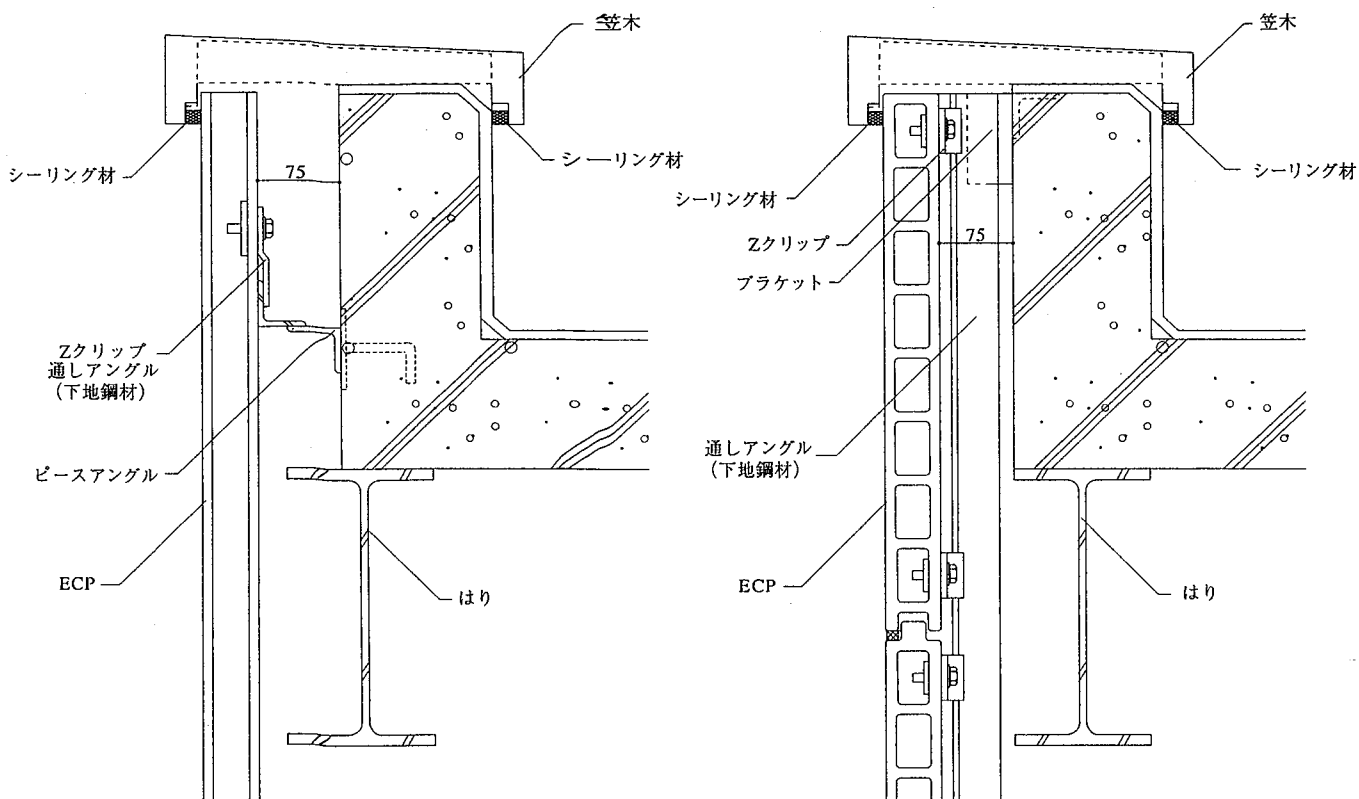 笠木
シーリング材
シーリング材
75
Zクリップ
通しアングル
(下地鋼材)
ピースアングル
ECP
はり
笠木
シーリング材
シーリング材
Zクリップ
75
ブラケット
通しアングル
(下地鋼材)
ECP
はり